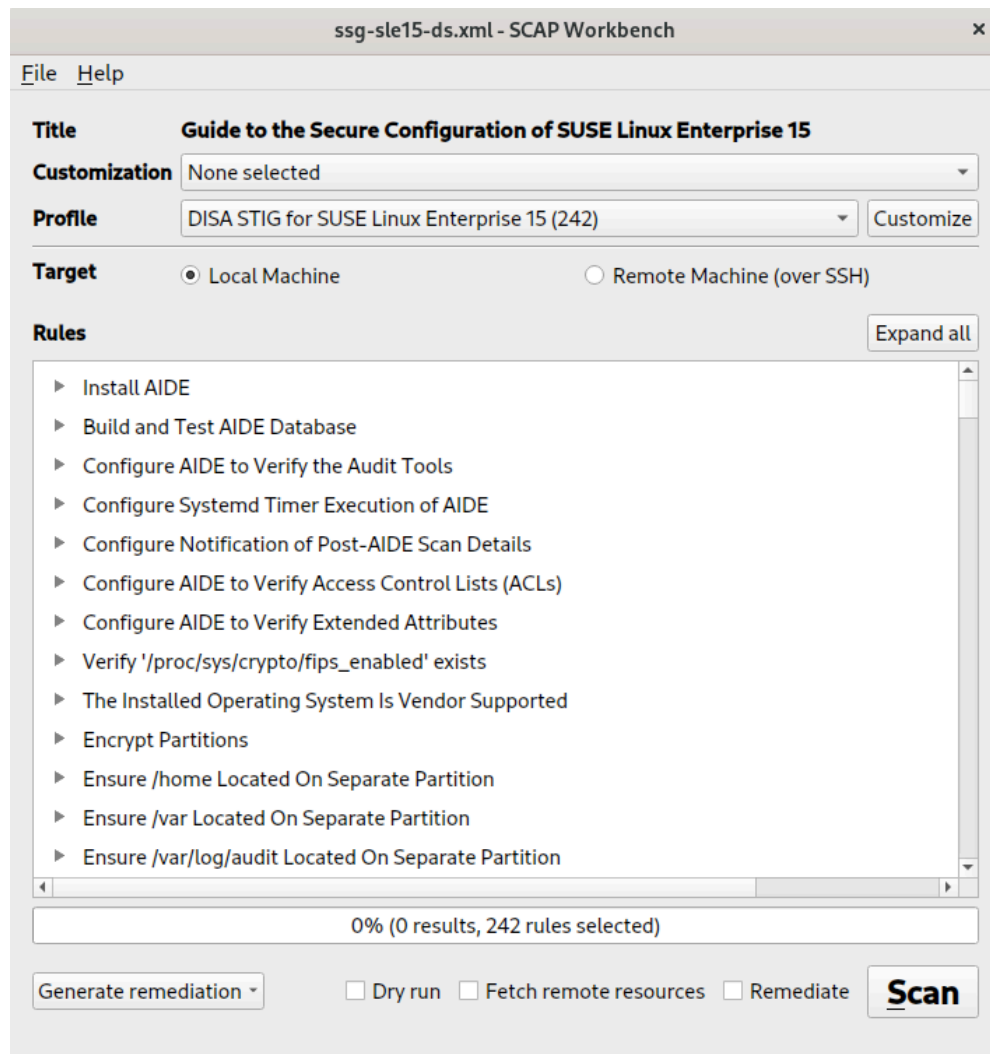 ssg-sle15-ds.xml - SCAP Workbench ×
File Help
Title Guide to the Secure Configuration of SUSE Linux Enterprise 15
Customization None selected
Profile DISA STIG for SUSE Linux Enterprise 15 (242) Customize
Target Local Machine Remote Machine (over SSH)
Rules Expand all
Install AIDE
Build and Test AIDE Database
Configure AIDE to Verify the Audit Tools
Configure Systemd Timer Execution of AIDE
Configure Notification of Post-AIDE Scan Details
Configure AIDE to Verify Access Control Lists (ACLs)
Configure AIDE to Verify Extended Attributes
Verify '/proc/sys/crypto/fips_enabled' exists
The Installed Operating System Is Vendor Supported
Encrypt Partitions
Ensure /home Located On Separate Partition
Ensure /var Located On Separate Partition
Ensure /var/log/audit Located On Separate Partition
0% (0 results, 242 rules selected)
Generate remediation Dry run Fetch remote resources Remediate Scan